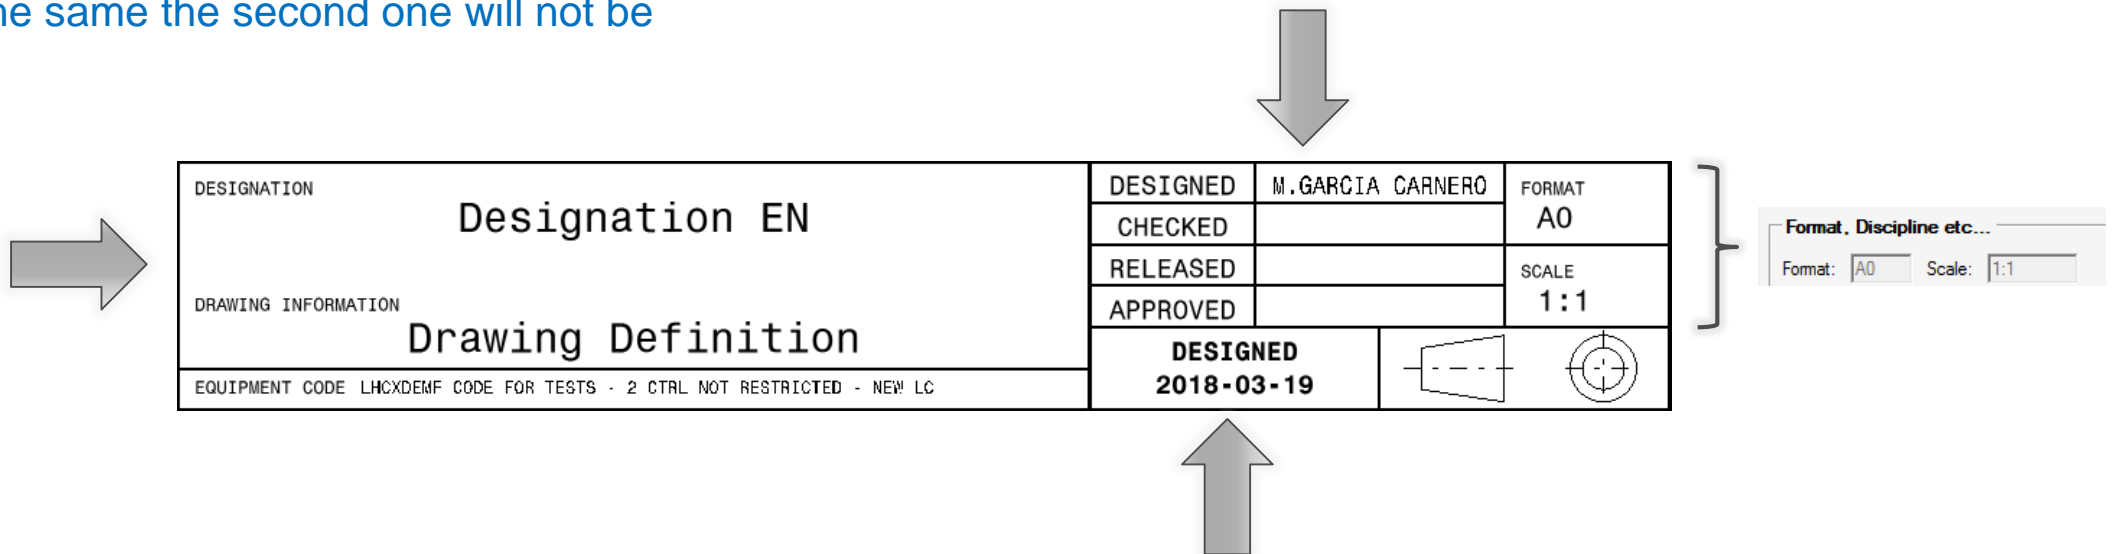 he same the second one will not be
DESIGNATION
Designation EN
DRAWING INFORMATION
Drawing Definition
EQUIPMENT CODE LHCXDEMF CODE FOR TESTS - 2 CTRL NOT RESTRICTED - NEW LC
DESIGNED M.GARCIA CARNERO
CHECKED
RELEASED
APPROVED
FORMAT
A0
SCALE
1:1
DESIGNED
2018-03-19
Format, Discipline etc...
Format: A0 Scale: 1:1